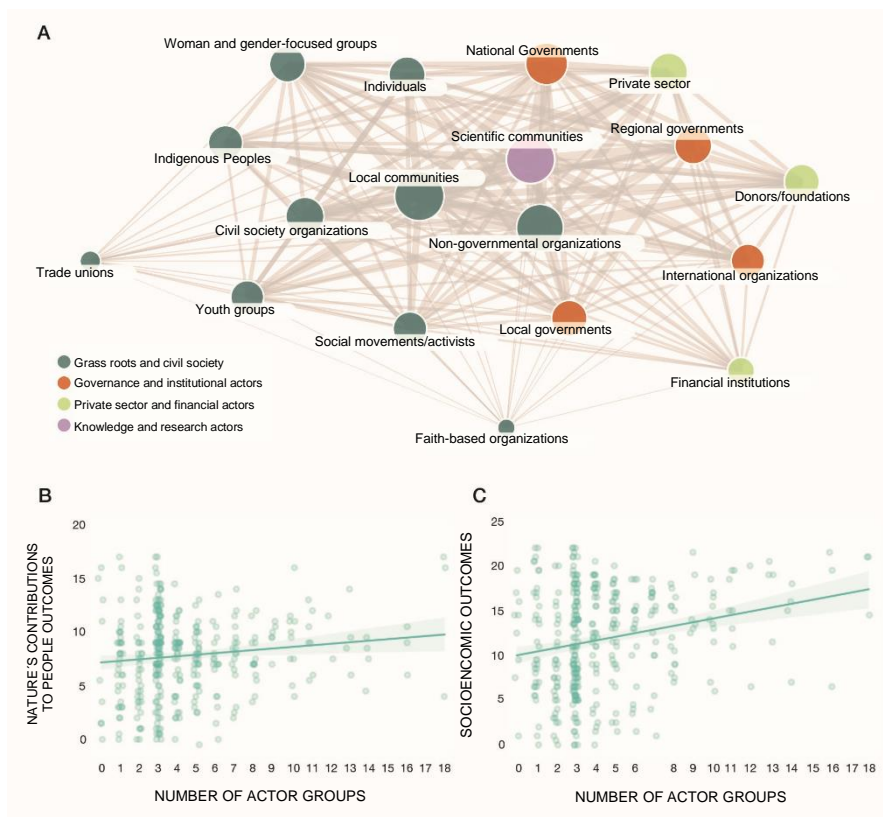 A
Woman and gender-focused groups
National Governments
Individuals
Private sector
Scientific communities
Regional governments
Indigenous Peoples
Local communities
Donors/foundations
Civil society organizations
Non-governmental organizations
Trade unions
International organizations
Youth groups
Local governments
Social movements/activists
Grass roots and civil society
Governance and institutional actors
Private sector and financial actors
Knowledge and research actors
Financial institutions
Faith-based organizations
B
NATURE'S CONTRIBUTIONS
TO PEOPLE OUTCOMES
20
15
10
5
0
0 1 2 3 4 5 6 7 8 9 10 11 12 13 14 15 16 17 18
NUMBER OF ACTOR GROUPS
C
SOCIOENCOMIC OUTCOMES
25
20
15
10
5
0
0 1 2 3 4 5 6 8 9 10 11 12 13 14 15 16 17 18
NUMBER OF ACTOR GROUPS